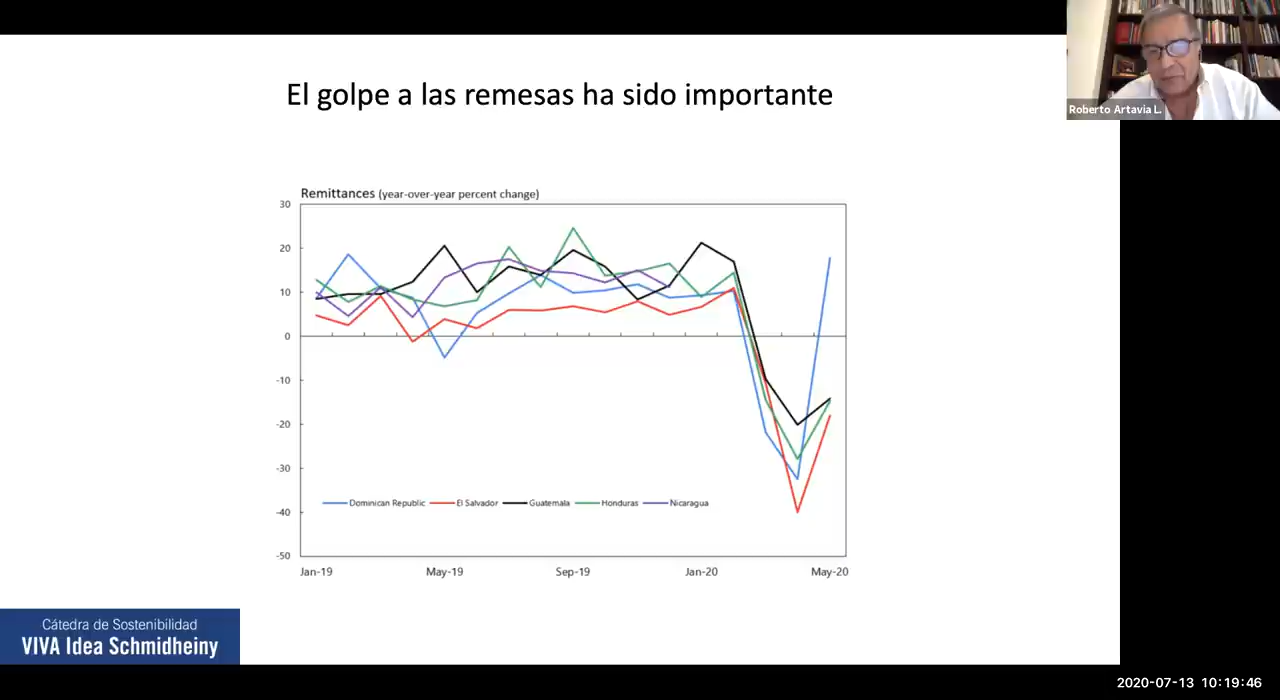 El golpe a las remesas ha sido importante
Roberto Artavia L.
Remittances (year-over-year percent change)
30
20
10
0
-10
-20
-30
-40
-50
Dominican Republic El Salvador Guatemala Honduras Nicaragua
Jan-19 May-19 Sep-19 Jan-20 May-20
Cátedra de Sostenibilidad
VIVA Idea Schmidheiny
2020-07-13 10:19:46